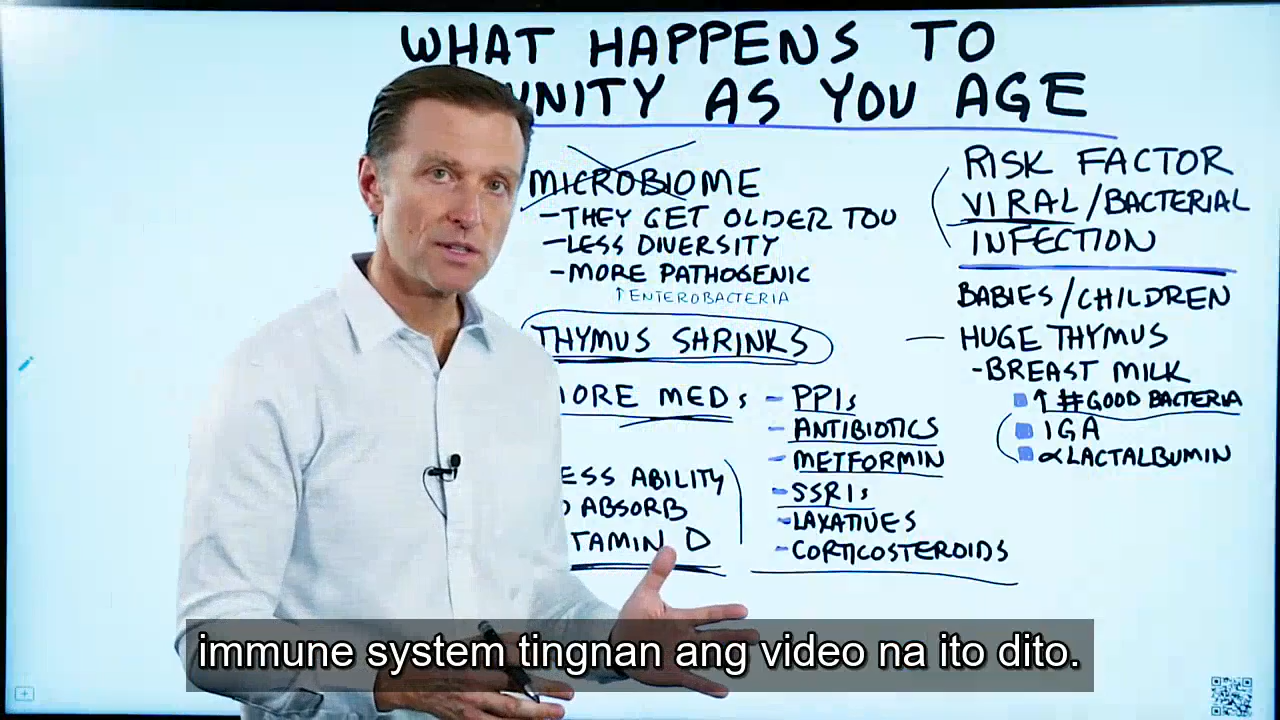 WHAT HAPPENS TO
UNITY AS YOU AGE
MICROBIOME
-THEY GET OLDER TOO
-LESS DIVERSITY
-MORE PATHOGENIC
↑ENTEROBACTERIA
THYMUS SHRINKS
MORE MEDs
ESS ABILITY
O ABSORB
TAMIN D
-PPIs
-ANTIBIOTICS
-METFORMIN
-SSRIs
-LAXATIVES
-CORTICOSTEROIDS
RISK FACTOR
VIRAL/BACTERIAL
INFECTION
BABIES/CHILDREN
- HUGE THYMUS
-BREAST MILK
↑ #GOOD BACTERIA
IGA
αLACTALBUMIN
immune system tingnan ang video na ito dito.